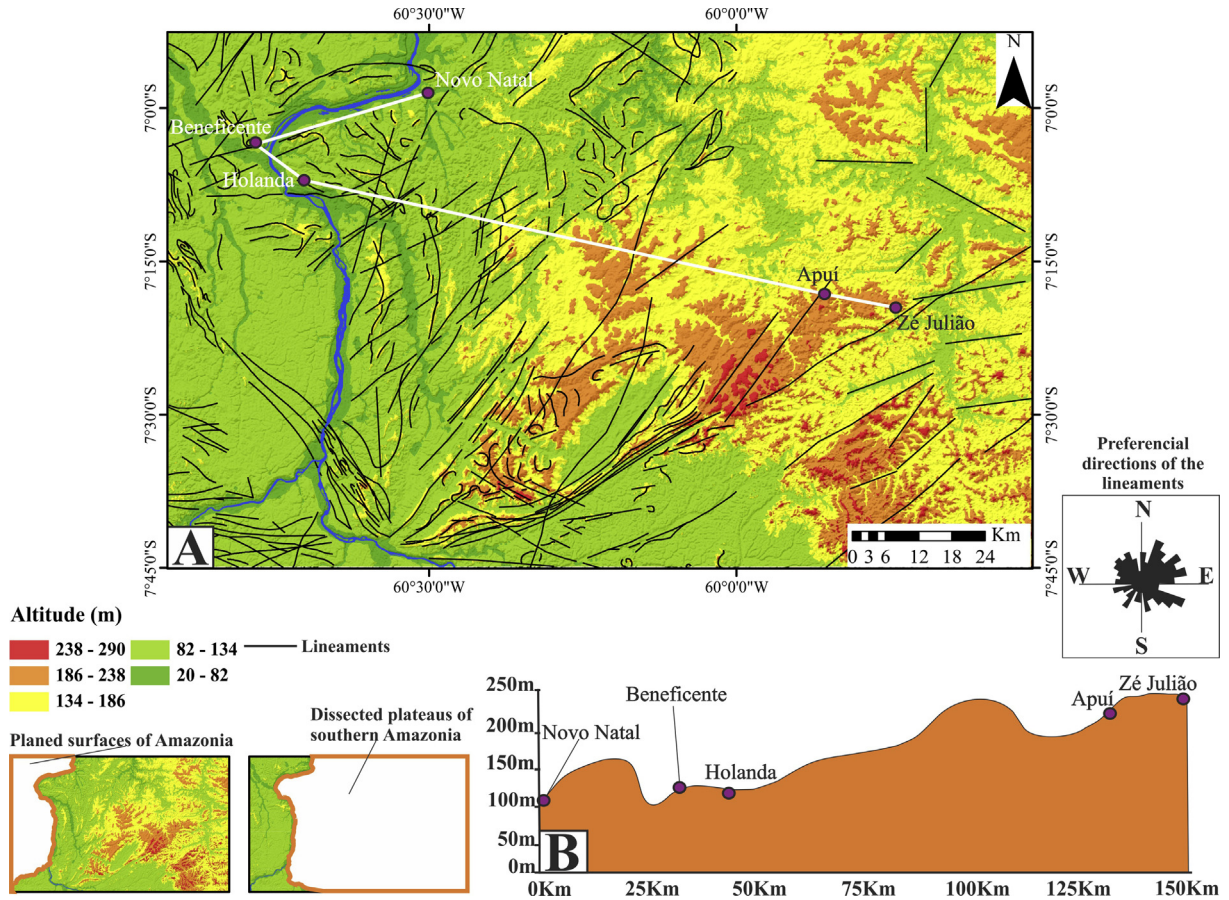 60°30'0"W
60°0'0"W
N
Novo Natal
7°0'0"S
7°0'0"S
Beneficente
Holanda
7°15'0"S
7°15'0"S
Apuí
Zé Julião
7°30'0"S
7°30'0"S
Preferencial
directions of the
lineaments
N
W E
S
A
Km
0 3 6 12 18 24
7°45'0"S
7°45'0"S
60°30'0"W
60°0'0"W
Altitude (m)
238 - 290
82 - 134
Lineaments
186 - 238
20 - 82
134 - 186
Planed surfaces of Amazonia
Dissected plateaus of
southern Amazonia
250m
200m
150m
100m
50m
0m
Novo Natal
Beneficente
Holanda
Apuí
Zé Julião
B
0Km 25Km 50Km 75Km 100Km 125Km 150Km